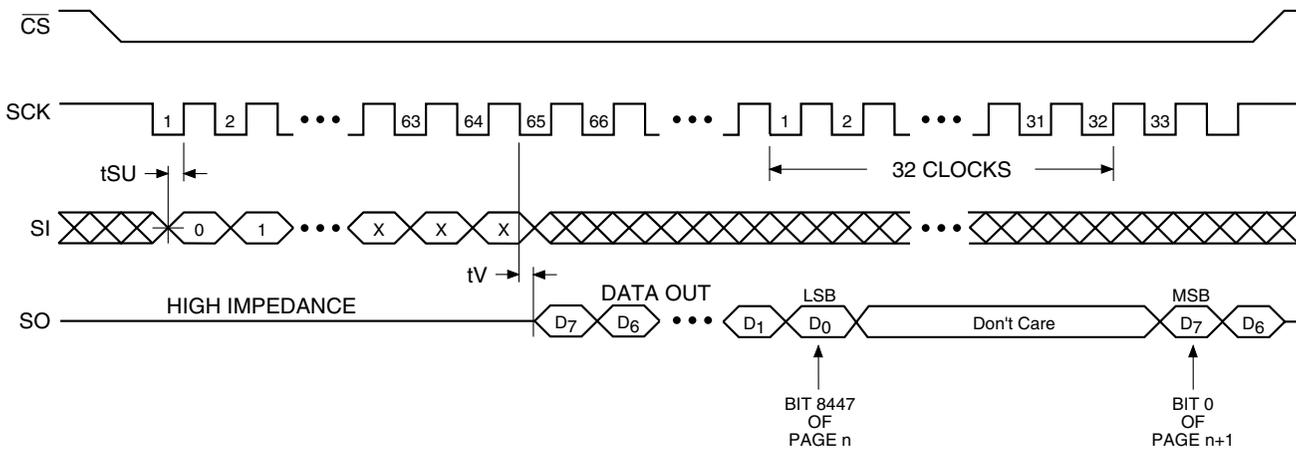 CS
SCK
1 2 63 64 65 66 1 2 31 32 33
tSU
32 CLOCKS
SI
0 1 X X X
tV
HIGH IMPEDANCE
DATA OUT
LSB
MSB
SO
D7 D6 D1 D0 Don't Care D7 D6
BIT 8447
OF
PAGE n
BIT 0
OF
PAGE n+1